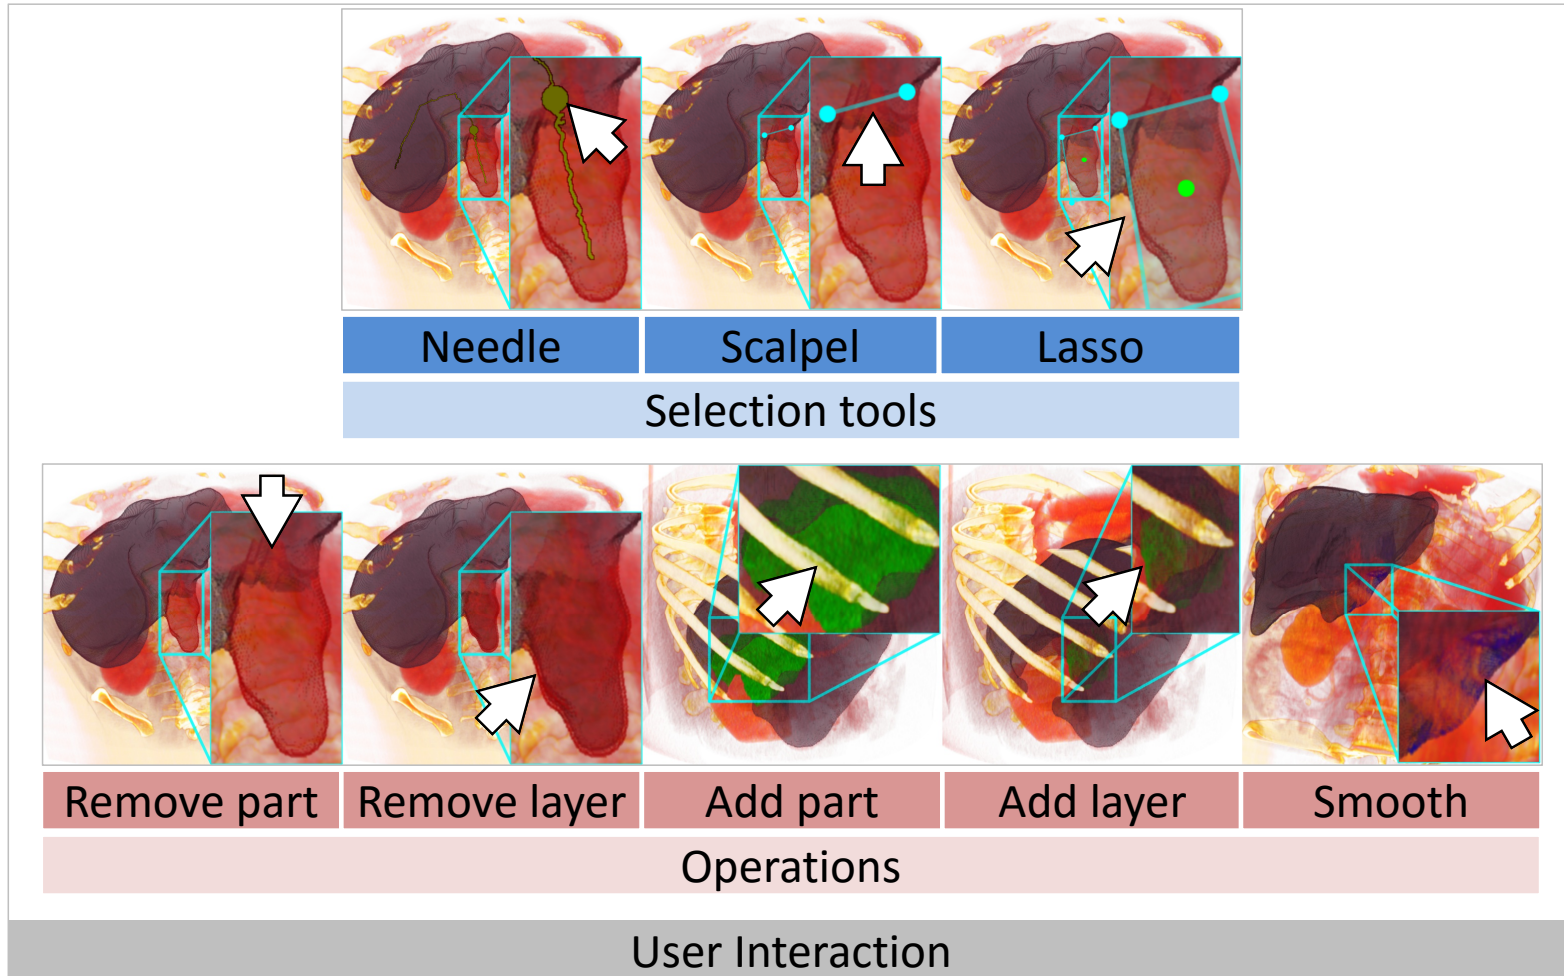 Needle
Scalpel
Lasso
Selection tools
Remove part
Remove layer
Add part
Add layer
Smooth
Operations
User Interaction